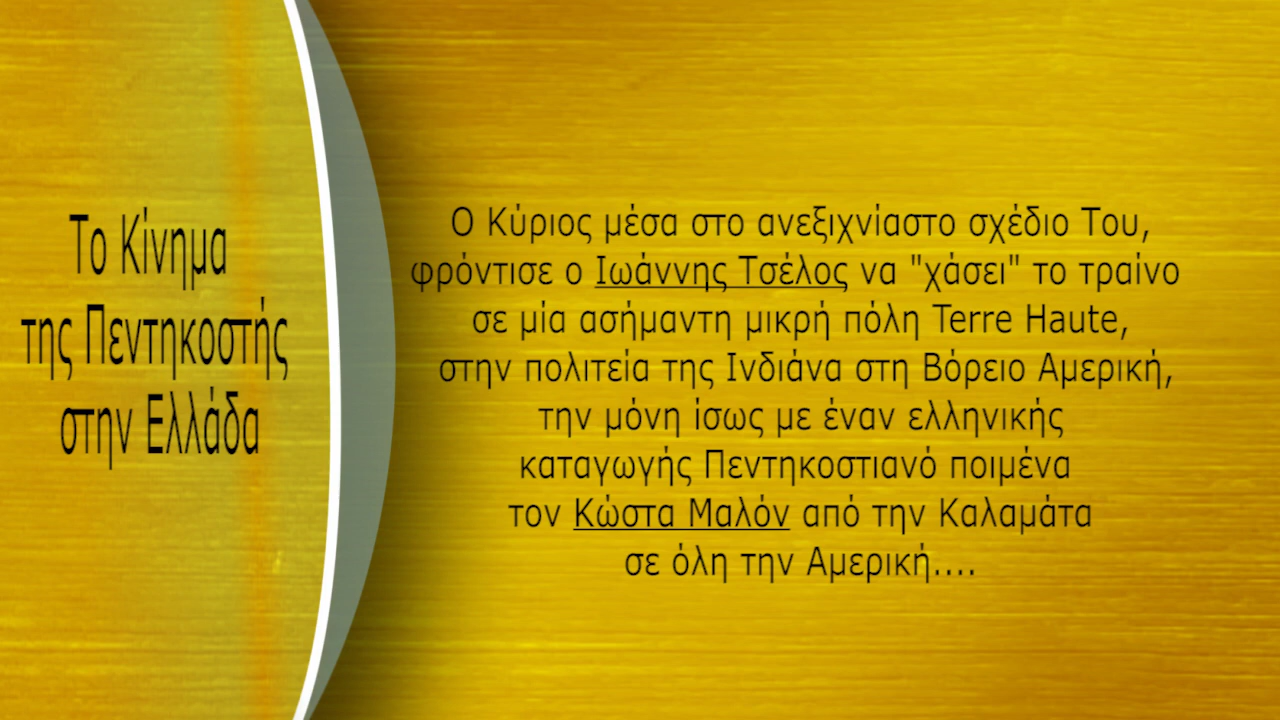 Το Κίνημα
της Πεντηκοστής
στην Ελλάδα
Ο Κύριος μέσα στο ανεξιχνίαστο σχέδιο Του,
φρόντισε ο Ιωάννης Τσέλος να "χάσει" το τραίνο
σε μία ασήμαντη μικρή πόλη Terre Haute,
στην πολιτεία της Ινδιάνα στη Βόρειο Αμερική,
την μόνη ίσως με έναν ελληνικής
καταγωγής Πεντηκοστιανό ποιμένα
τον Κώστα Μαλόν από την Καλαμάτα
σε όλη την Αμερική....